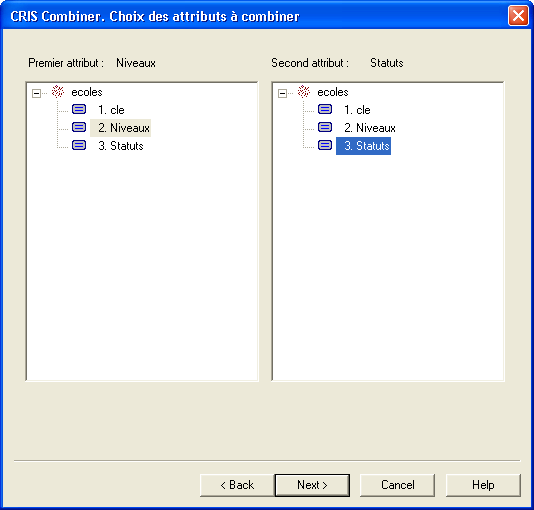 CRIS Combiner. Choix des attributs à combiner
Premier attribut : Niveaux
Second attribut : Statuts
ecoles
1. cle
2. Niveaux
3. Statuts
ecoles
1. cle
2. Niveaux
3. Statuts
< Back
Next >
Cancel
Help